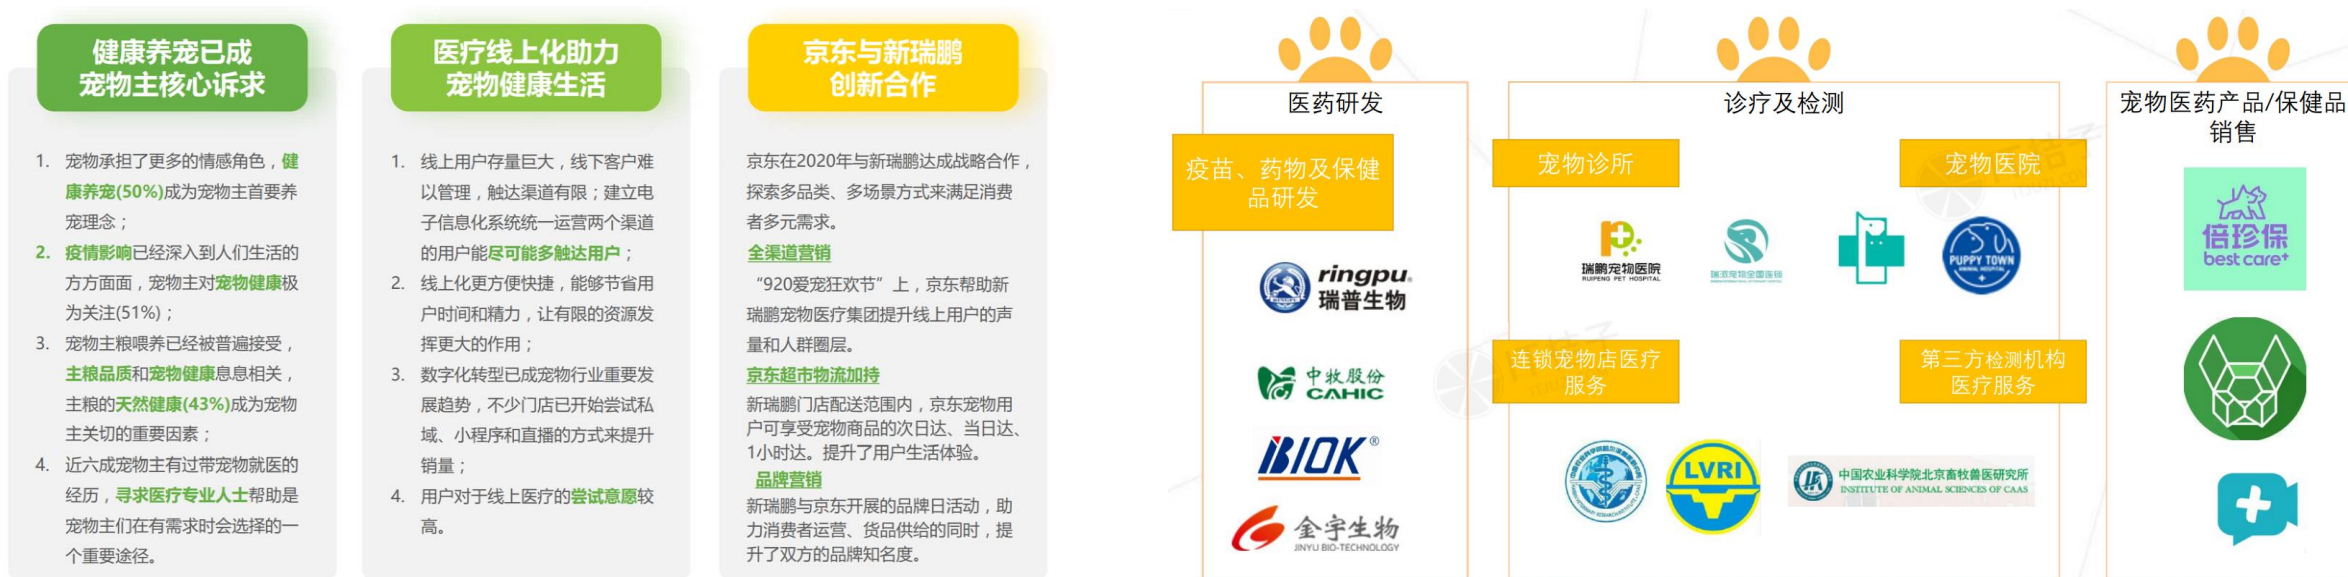 健康养宠已成
宠物主核心诉求
1. 宠物承担了更多的情感角色，健
康养宠(50%)成为宠物主首要养
宠理念；
2. 疫情影响已经深入到人们生活的
方方面面，宠物主对宠物健康极
为关注(51%)；
3. 宠物主粮喂养已经被普遍接受，
主粮品质和宠物健康息息相关，
主粮的天然健康(43%)成为宠物
主关切的重要因素；
4. 近六成宠物主有过带宠物就医的
经历，寻求医疗专业人士帮助是
宠物主们在有需求时会选择的一
个重要途径。
医疗线上化助力
宠物健康生活
1. 线上用户存量巨大，线下客户难
以管理，触达渠道有限；建立电
子信息化系统统一运营两个渠道
的用户能尽可能多触达用户；
2. 线上化更方便快捷，能够节省用
户时间和精力，让有限的资源发
挥更大的作用；
3. 数字化转型已成宠物行业重要发
展趋势，不少门店已开始尝试私
域、小程序和直播的方式来提升
销量；
4. 用户对于线上医疗的尝试意愿较
高。
京东与新瑞鹏
创新合作
京东在2020年与新瑞鹏达成战略合作，
探索多品类、多场景方式来满足消费
者多元需求。
全渠道营销
“920爱宠狂欢节”上，京东帮助新
瑞鹏宠物医疗集团提升线上用户的声
量和人群圈层。
京东超市物流加持
新瑞鹏门店配送范围内，京东宠物用
户可享受宠物商品的次日达、当日达、
1小时达。提升了用户生活体验。
品牌营销
新瑞鹏与京东开展的品牌日活动，助
力消费者运营、货品供给的同时，提
升了双方的品牌知名度。
医药研发
疫苗、药物及保健
品研发
ringpu
瑞普生物
中牧股份
CAHIC
BIOK®
金宇生物
JINYU BIO-TECHNOLOGY
诊疗及检测
宠物诊所
宠物医院
瑞鹏宠物医院
RUIPENG PET HOSPITAL
瑞派宠物全国连锁
PUPPY TOWN
ANIMAL HOSPITAL
连锁宠物店医疗
服务
第三方检测机构
医疗服务
LVRI
中国农业科学院北京畜牧兽医研究所
INSTITUTE OF ANIMAL SCIENCES OF CAAS
宠物医药产品/保健品
销售
倍珍保
best care+